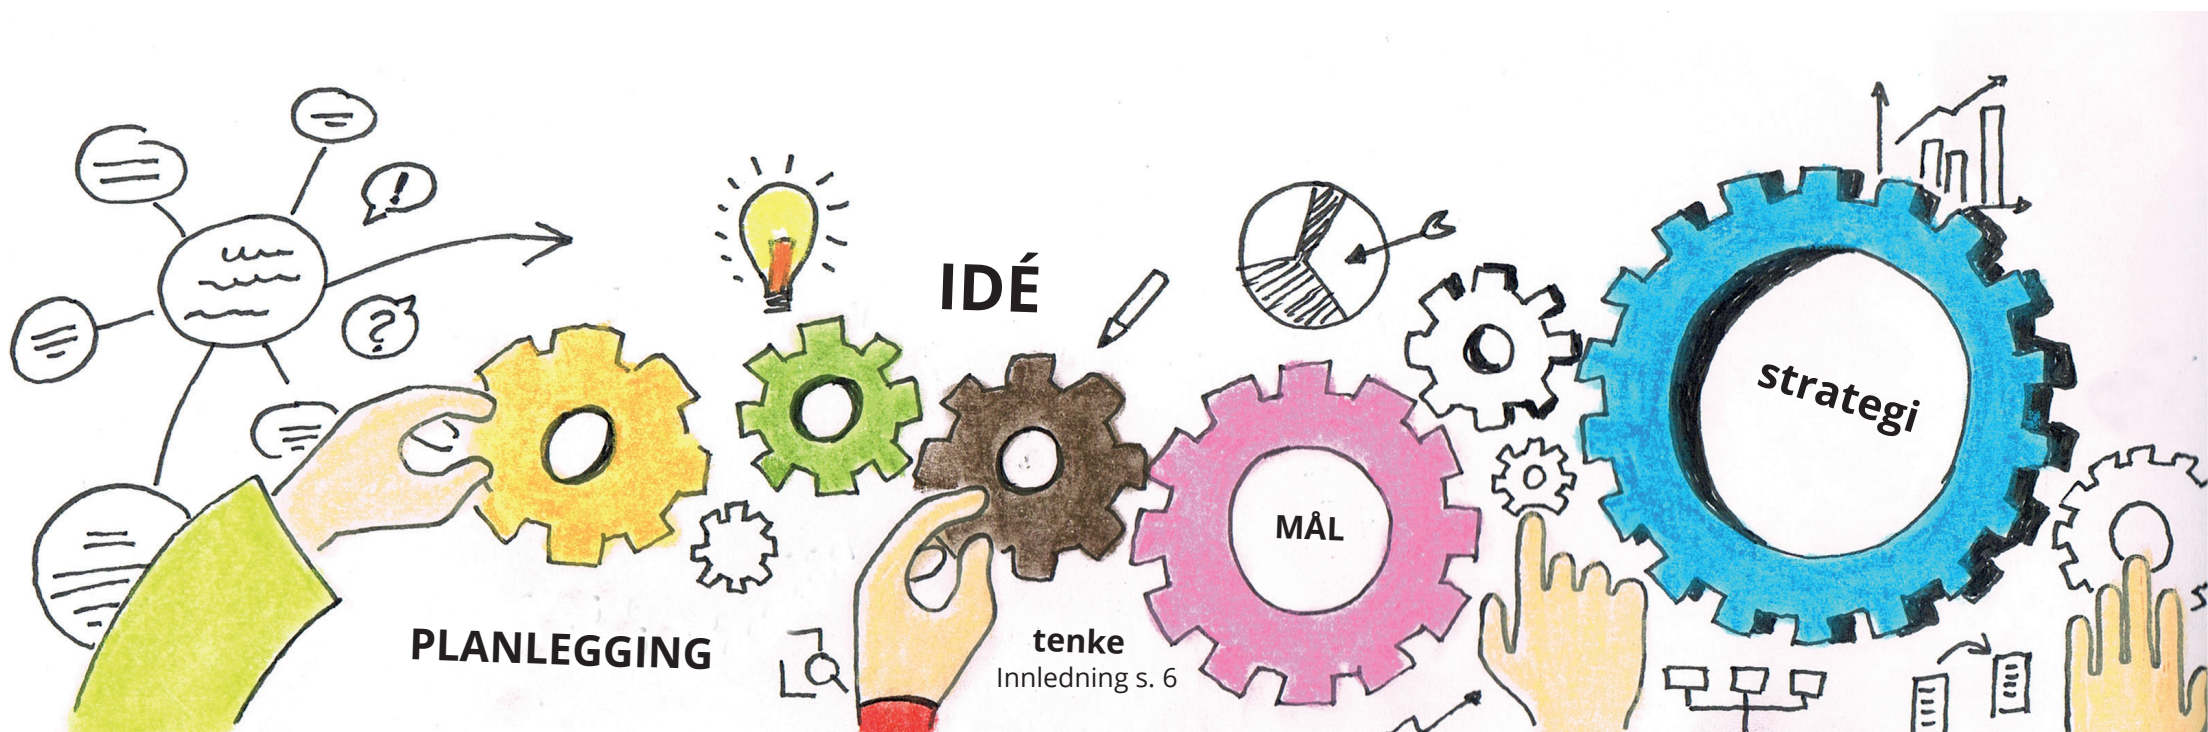 IDÉ
strategi
MÅL
PLANLEGGING
tenke
Innledning s. 6